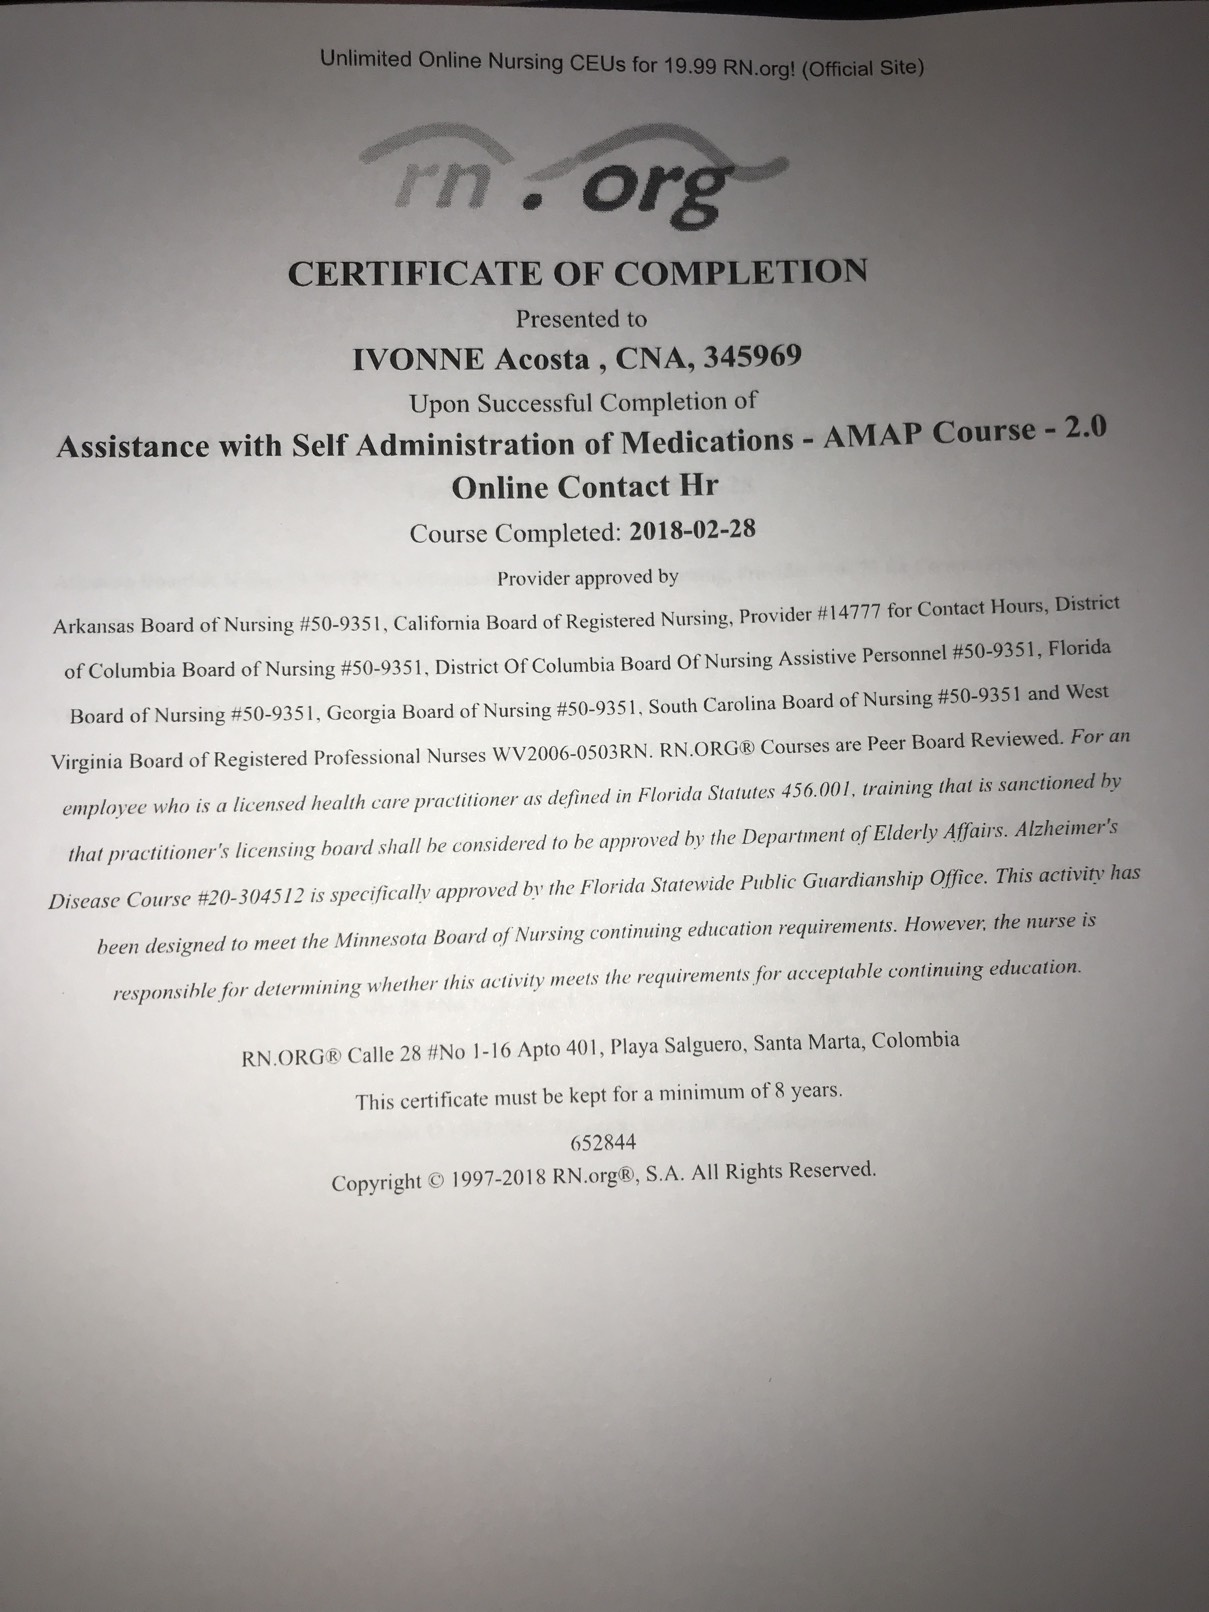 Unlimited Online Nursing CEUs for 19.99 RN.org! (Official Site)
rn.org
CERTIFICATE OF COMPLETION
Presented to
IVONNE Acosta , CNA, 345969
Upon Successful Completion of
Assistance with Self Administration of Medications - AMAP Course - 2.0
Online Contact Hr
Course Completed: 2018-02-28
Provider approved by
Arkansas Board of Nursing #50-9351, California Board of Registered Nursing, Provider #14777 for Contact Hours, District
of Columbia Board of Nursing #50-9351, District Of Columbia Board Of Nursing Assistive Personnel #50-9351, Florida
Board of Nursing #50-9351, Georgia Board of Nursing #50-9351, South Carolina Board of Nursing #50-9351 and West
Virginia Board of Registered Professional Nurses WV2006-0503RN. RN.ORG® Courses are Peer Board Reviewed. For an
employee who is a licensed health care practitioner as defined in Florida Statutes 456.001, training that is sanctioned by
that practitioner's licensing board shall be considered to be approved by the Department of Elderly Affairs. Alzheimer's
Disease Course #20-304512 is specifically approved by the Florida Statewide Public Guardianship Office. This activity has
been designed to meet the Minnesota Board of Nursing continuing education requirements. However, the nurse is
responsible for determining whether this activity meets the requirements for acceptable continuing education.
RN.ORG® Calle 28 #No 1-16 Apto 401, Playa Salguero, Santa Marta, Colombia
This certificate must be kept for a minimum of 8 years.
652844
Copyright © 1997-2018 RN.org®, S.A. All Rights Reserved.